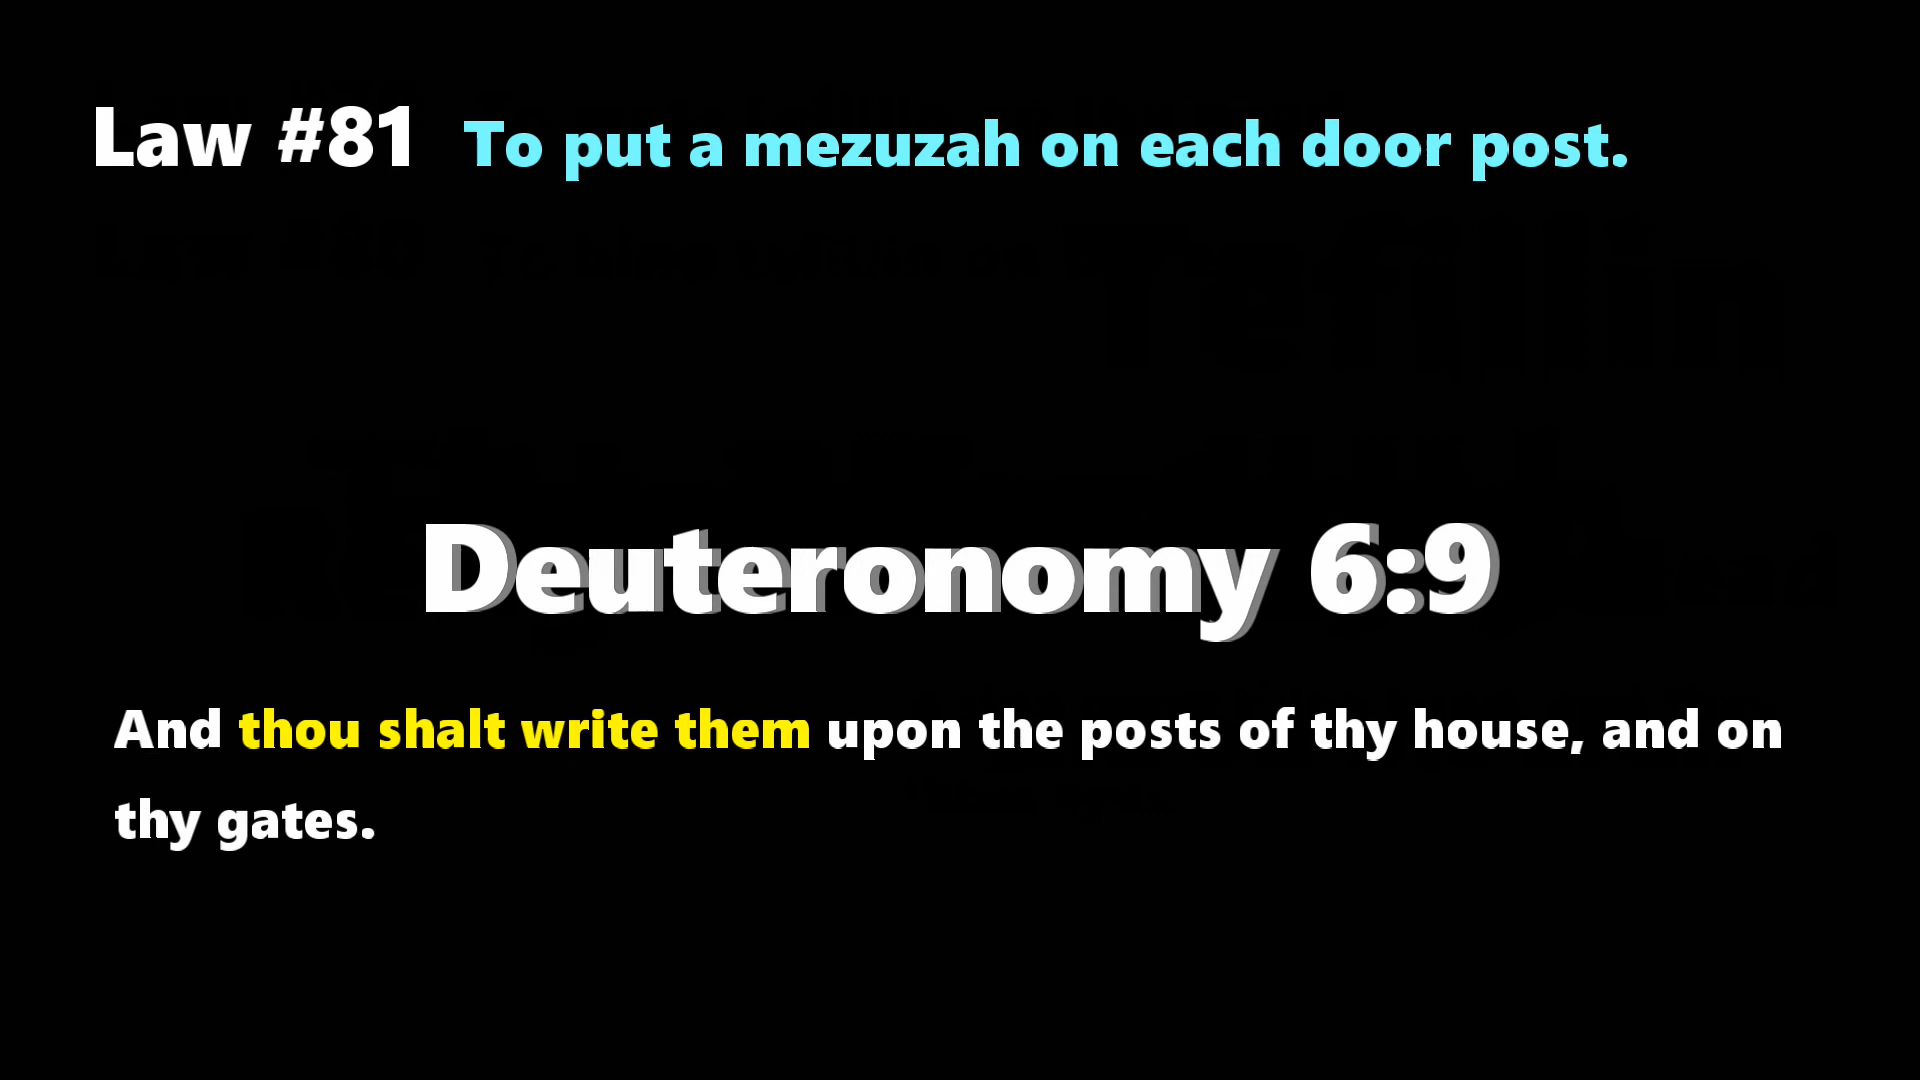 Law #81 To put a mezuzah on each door post.
Deuteronomy 6:9
And thou shalt write them upon the posts of thy house, and on
thy gates.